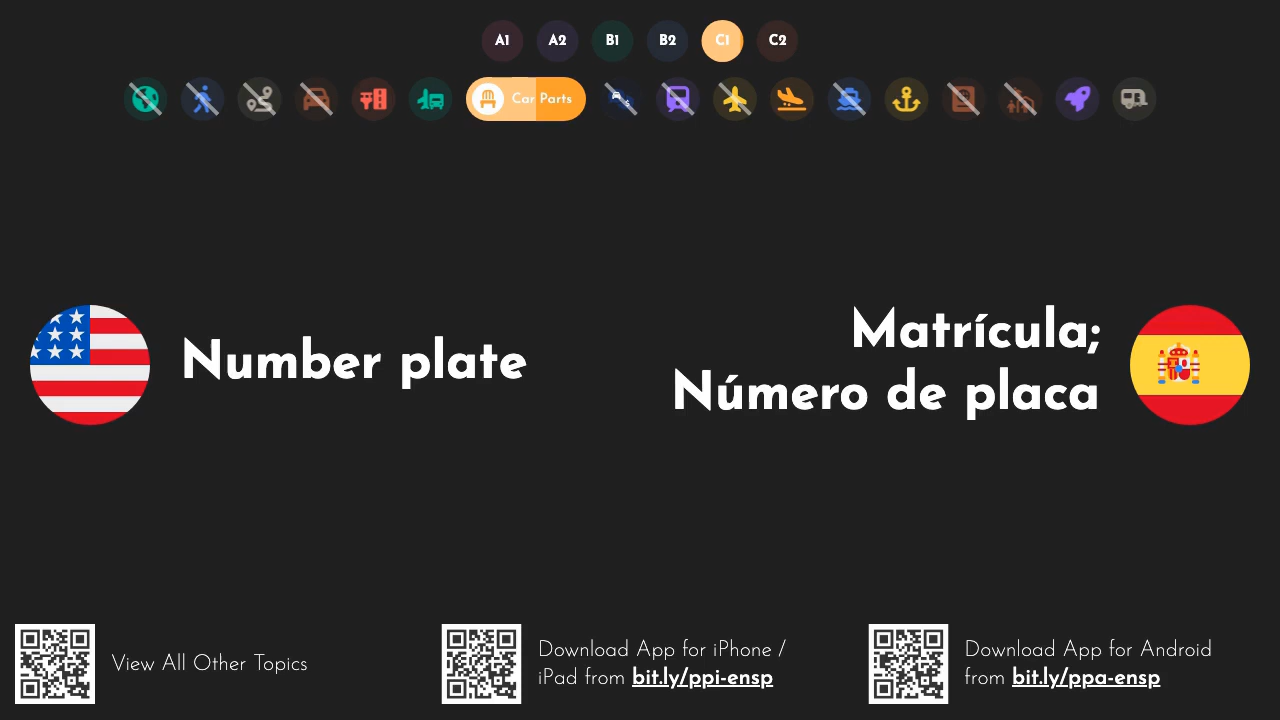 A1 A2 B1 B2 C1 C2
Car Parts
Number plate
Matrícula;
Número de placa
View All Other Topics
Download App for iPhone /
iPad from bit.ly/ppi-ensp
Download App for Android
from bit.ly/ppa-ensp